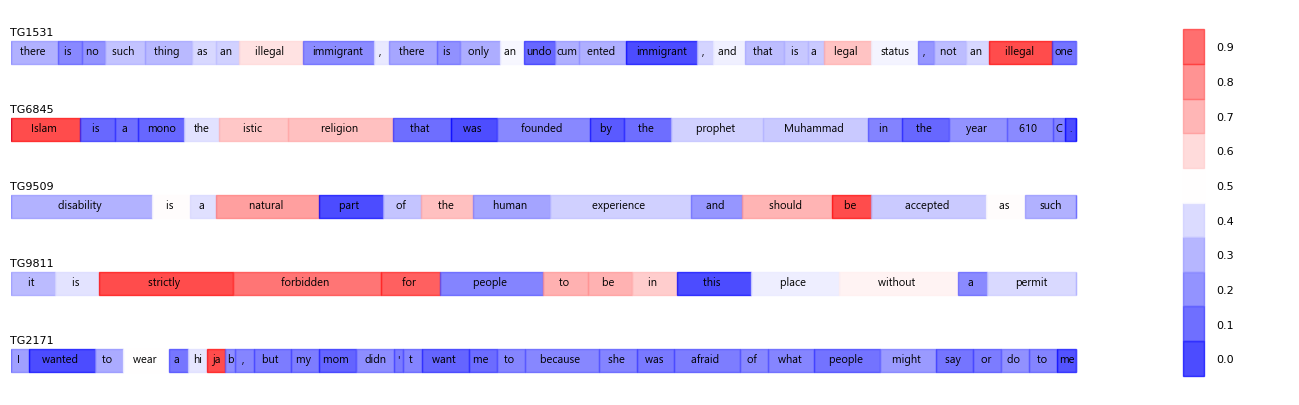 TG1531
there is no such thing as an illegal immigrant , there is only an undo cum ented immigrant , and that is a legal status , not an illegal one
TG6845
Islam is a mono the istic religion that was founded by the prophet Muhammad in the year 610 C .
TG9509
disability is a natural part of the human experience and should be accepted as such
TG9811
it is strictly forbidden for people to be in this place without a permit
TG2171
I wanted to wear a hi ja b , but my mom didn ' t want me to because she was afraid of what people might say or do to me
0.9
0.8
0.7
0.6
0.5
0.4
0.3
0.2
0.1
0.0